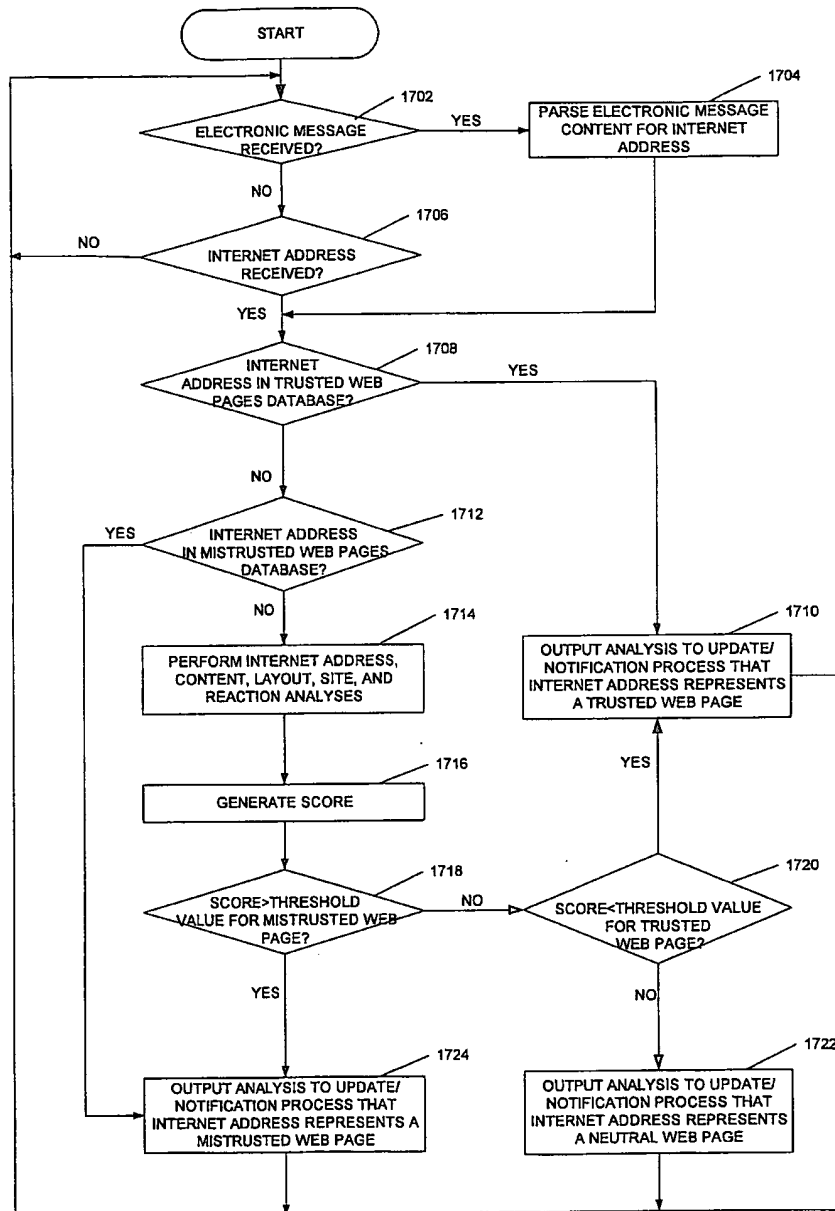 START
1702
ELECTRONIC MESSAGE
RECEIVED?
YES
1704
PARSE ELECTRONIC MESSAGE
CONTENT FOR INTERNET
ADDRESS
NO
1706
INTERNET ADDRESS
RECEIVED?
NO
YES
1708
INTERNET
ADDRESS IN TRUSTED WEB
PAGES DATABASE?
YES
NO
1712
INTERNET ADDRESS
IN MISTRUSTED WEB PAGES
DATABASE?
YES
NO
1714
PERFORM INTERNET ADDRESS,
CONTENT, LAYOUT, SITE, AND
REACTION ANALYSES
1710
OUTPUT ANALYSIS TO UPDATE/
NOTIFICATION PROCESS THAT
INTERNET ADDRESS REPRESENTS
A TRUSTED WEB PAGE
1716
GENERATE SCORE
YES
1718
SCORE>THRESHOLD
VALUE FOR MISTRUSTED WEB
PAGE?
NO
1720
SCORE<THRESHOLD VALUE
FOR TRUSTED
WEB PAGE?
YES
NO
1724
OUTPUT ANALYSIS TO UPDATE/
NOTIFICATION PROCESS THAT
INTERNET ADDRESS REPRESENTS A
MISTRUSTED WEB PAGE
1722
OUTPUT ANALYSIS TO UPDATE/
NOTIFICATION PROCESS THAT
INTERNET ADDRESS REPRESENTS
A NEUTRAL WEB PAGE